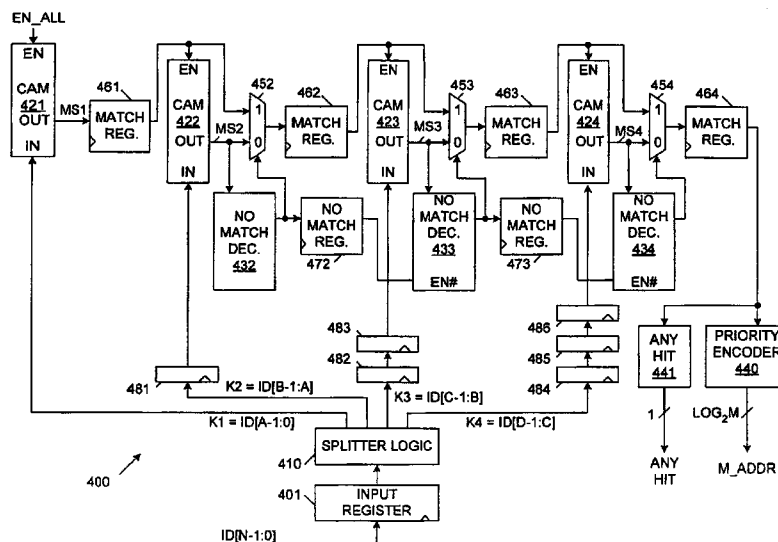 EN_ALL
EN
CAM
421
OUT
IN
MS1
461
MATCH
REG.
EN
IN
CAM
422
OUT
MS2
452
1
0
462
MATCH
REG.
EN
IN
CAM
423
OUT
MS3
453
1
0
463
MATCH
REG.
EN
IN
CAM
424
OUT
MS4
454
1
0
464
MATCH
REG.
NO
MATCH
DEC.
432
NO
MATCH
REG.
472
NO
MATCH
DEC.
433
EN#
NO
MATCH
REG.
473
NO
MATCH
DEC.
434
EN#
481
483
482
486
485
484
K2 = ID[B-1:A]
K1 = ID[A-1:0]
K3 = ID[C-1:B]
K4 = ID[D-1:C]
ANY
HIT
441
PRIORITY
ENCODER
440
1
LOG2M
ANY
HIT
M_ADDR
SPLITTER LOGIC
410
401
INPUT
REGISTER
400
ID[N-1:0]